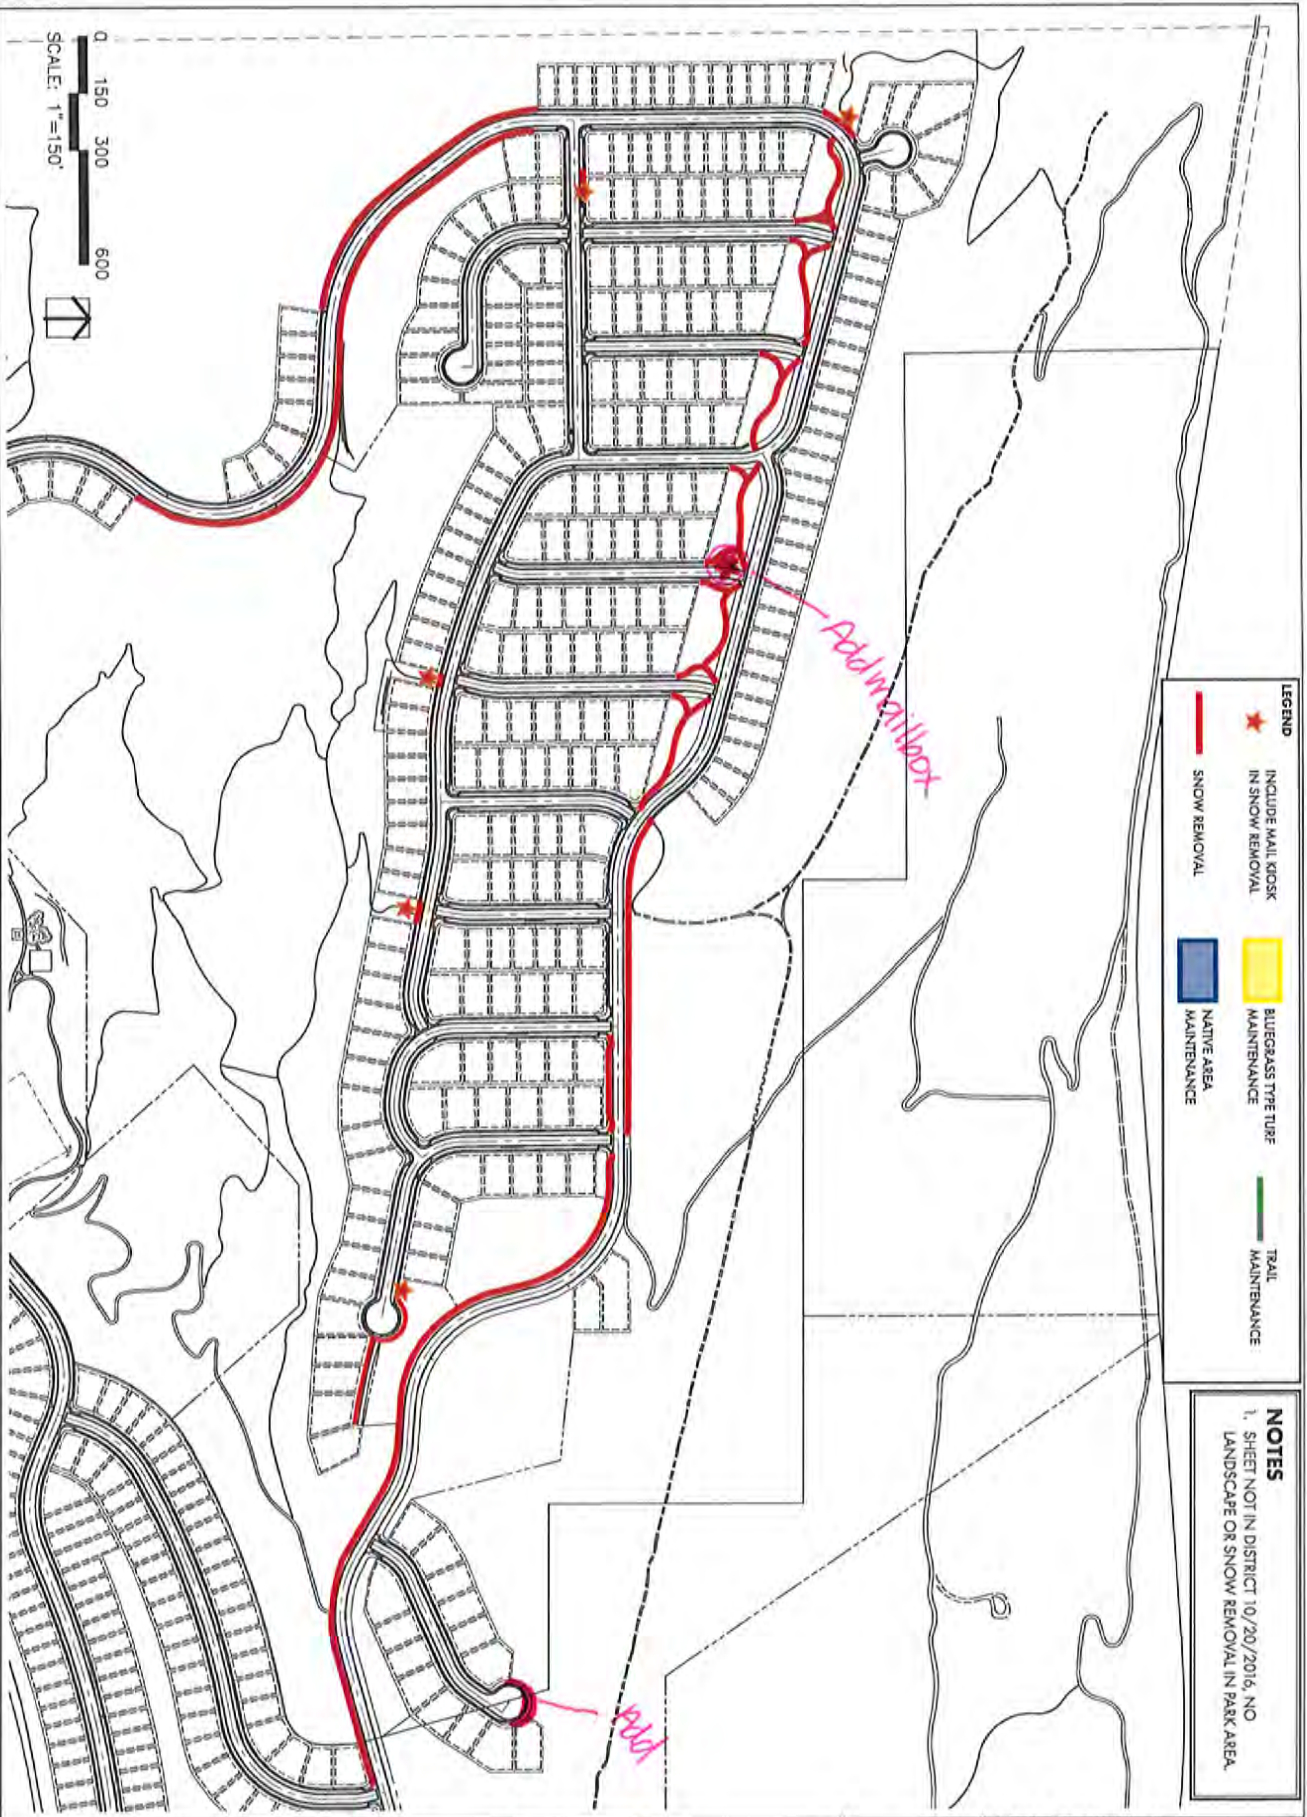 LEGEND
INCLUDE MAIL KIOSK
IN SNOW REMOVAL
SNOW REMOVAL
BLUEGRASS TYPE TURF
MAINTENANCE
NATIVE AREA
MAINTENANCE
TRAIL
MAINTENANCE
NOTES
1. SHEET NOT IN DISTRICT 10/20/2016, NO
LANDSCAPE OR SNOW REMOVAL IN PARK AREA.
Add mailbox
Add
0 150 300 600
SCALE: 1"=150'